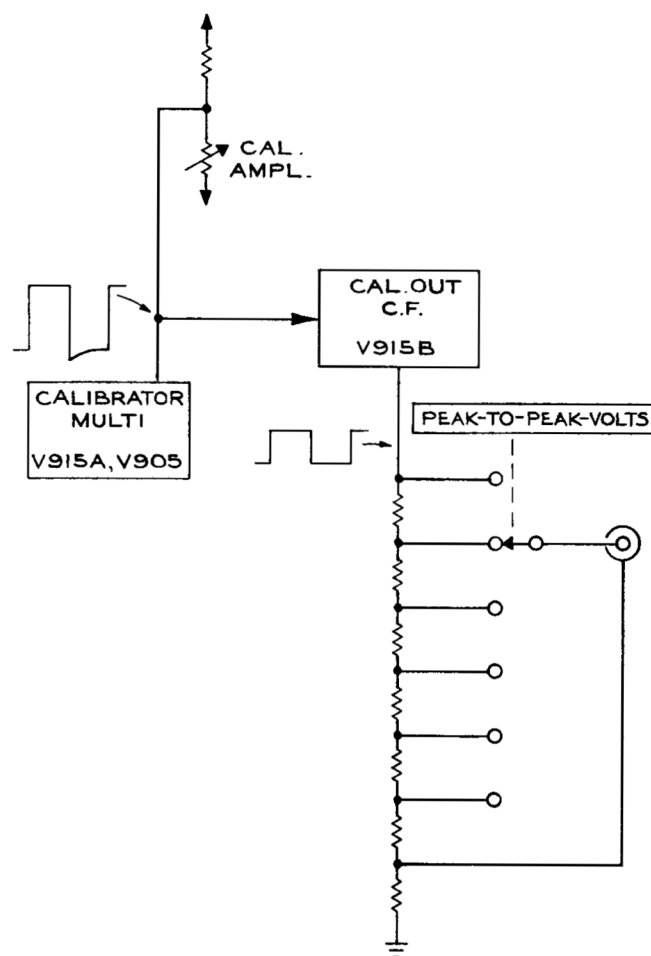 CAL.
AMPL.
CAL. OUT
C.F.
V915B
CALIBRATOR
MULTI
V915A, V905
PEAK-TO-PEAK-VOLTS